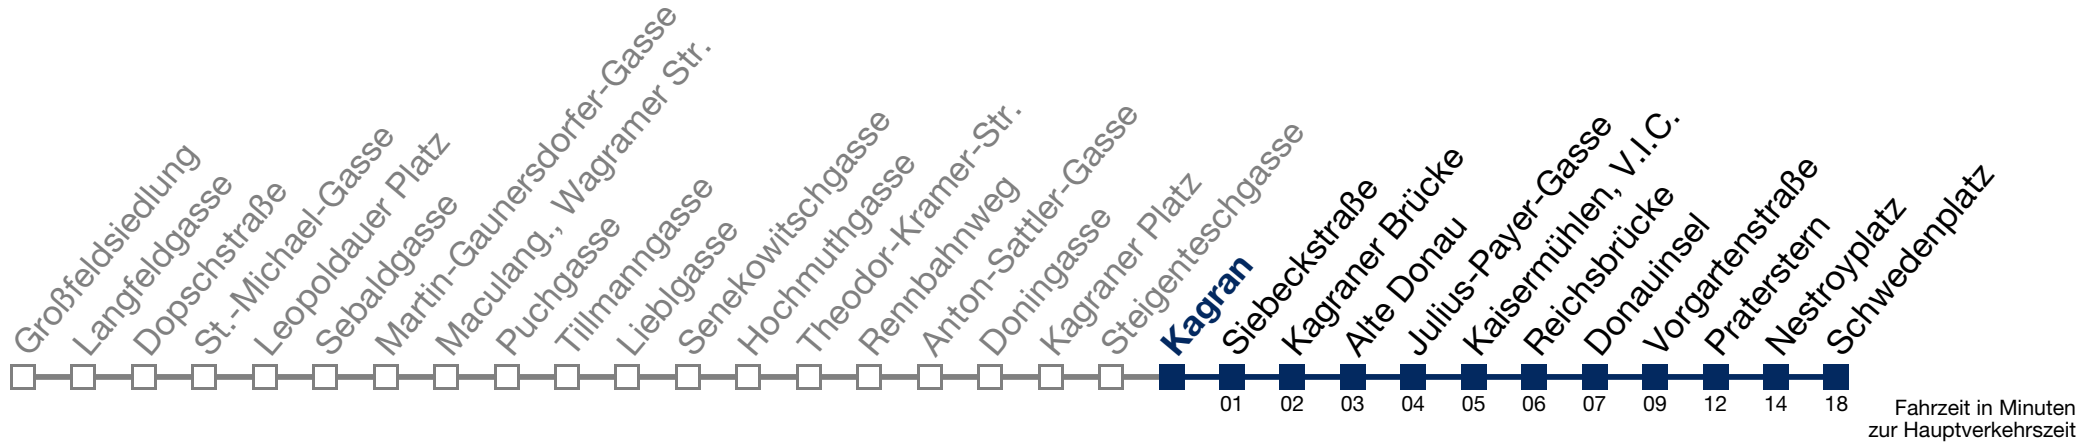 Großfeldsiedlung
Langfeldgasse
Dopschstraße
St.-Michael-Gasse
Leopoldauer Platz
Sebaldgasse
Martin-Gaunersdorfer-Gasse
Maculang., Wagramer Str.
Puchgasse
Tillmanngasse
Lieblgasse
Senekowitschgasse
Hochmuthgasse
Theodor-Kramer-Str.
Rennbahnweg
Anton-Sattler-Gasse
Doningasse
Kagraner Platz
Steigenteschgasse
Kagran
Siebeckstraße
Kagraner Brücke
Alte Donau
Julius-Payer-Gasse
Kaisermühlen, V.I.C.
Reichsbrücke
Donauinsel
Vorgartenstraße
Praterstern
Nestroyplatz
Schwedenplatz
01 02 03 04 05 06 07 09 12 14 18
Fahrzeit in Minuten
zur Hauptverkehrszeit